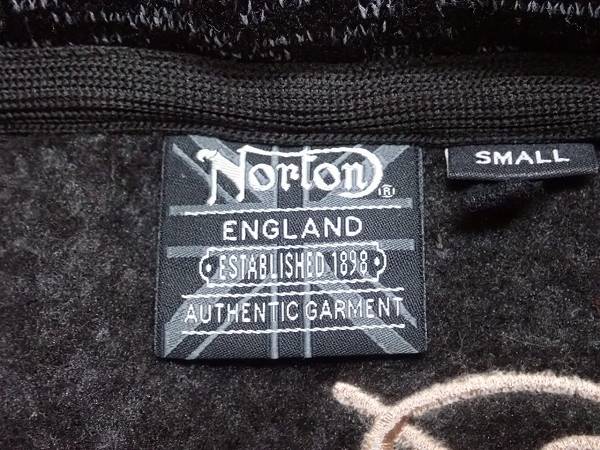 Norton
®
ENGLAND
ESTABLISHED 1898
AUTHENTIC GARMENT
SMALL